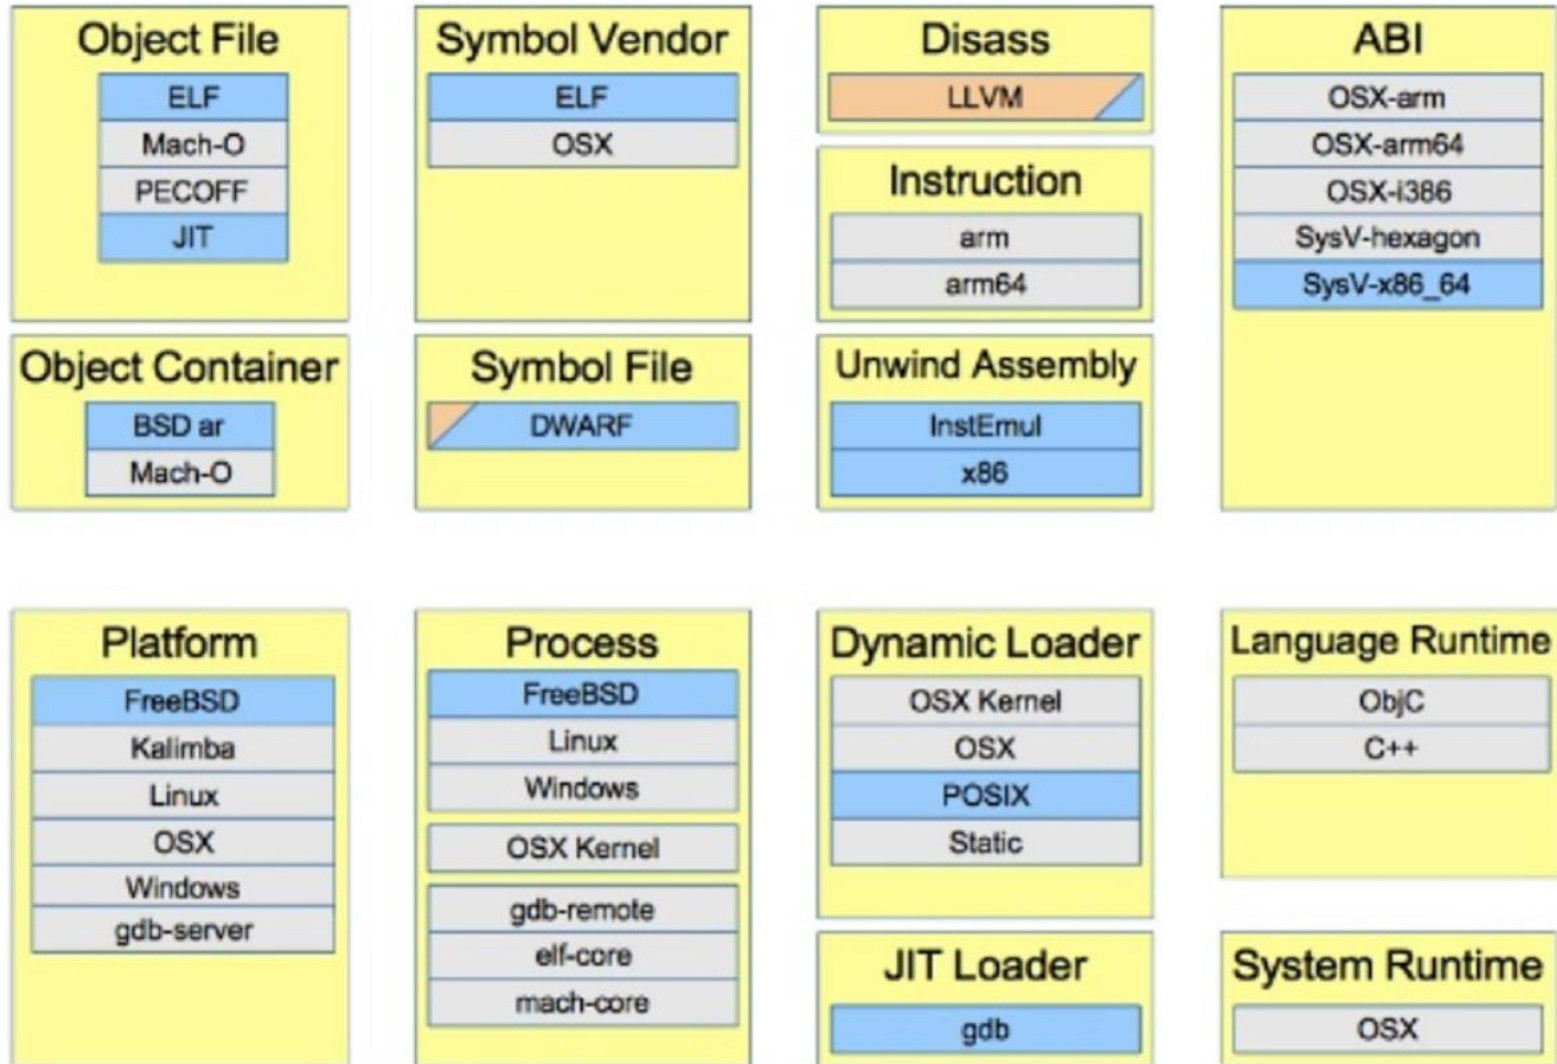 Object File
ELF
Mach-O
PECOFF
JIT
Symbol Vendor
ELF
OSX
Disass
LLVM
Instruction
arm
arm64
ABI
OSX-arm
OSX-arm64
OSX-i386
SysV-hexagon
SysV-x86_64
Object Container
BSD ar
Mach-O
Symbol File
DWARF
Unwind Assembly
InstEmul
x86
Platform
FreeBSD
Kalimba
Linux
OSX
Windows
gdb-server
Process
FreeBSD
Linux
Windows
OSX Kernel
gdb-remote
elf-core
mach-core
Dynamic Loader
OSX Kernel
OSX
POSIX
Static
JIT Loader
gdb
Language Runtime
ObjC
C++
System Runtime
OSX